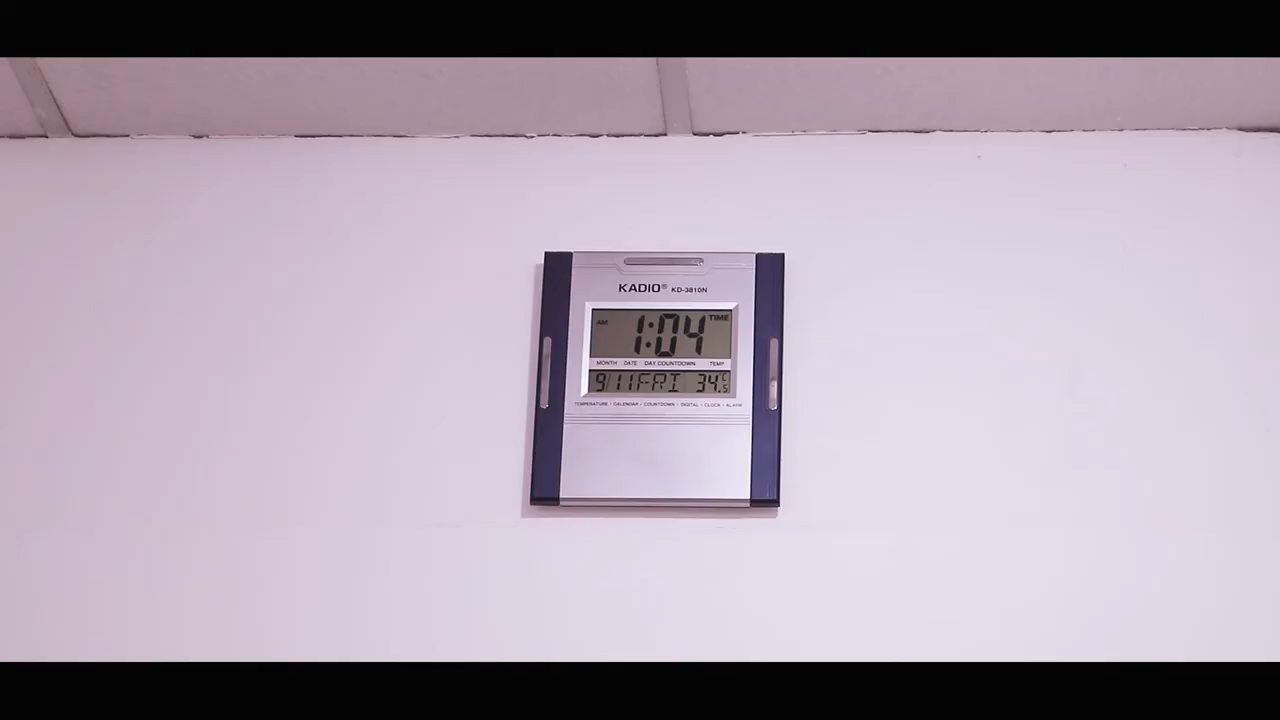 KADIO® KD-3810N
AM 1:04 TIME
MONTH DATE DAY COUNTDOWN TEMP
9/11 FRI 34.5°C
TEMPERATURE • CALENDAR • COUNTDOWN • DIGITAL • CLOCK • ALARM